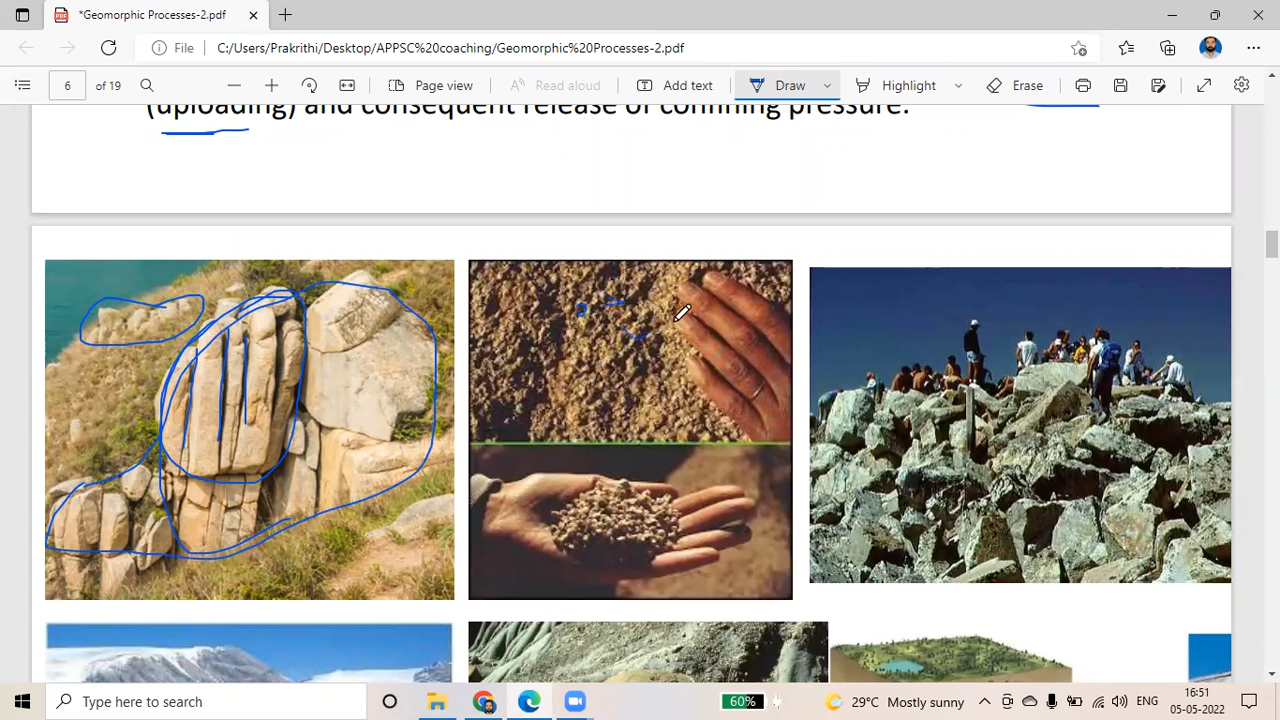 *Geomorphic Processes-2.pdf
File C:/Users/Prakrithi/Desktop/APPSC%20coaching/Geomorphic%20Processes-2.pdf
6 of 19 Page view Read aloud Add text Draw Highlight Erase
(uploading) and consequent release of confining pressure.
Type here to search
60%
29°C Mostly sunny
ENG
6:51
05-05-2022